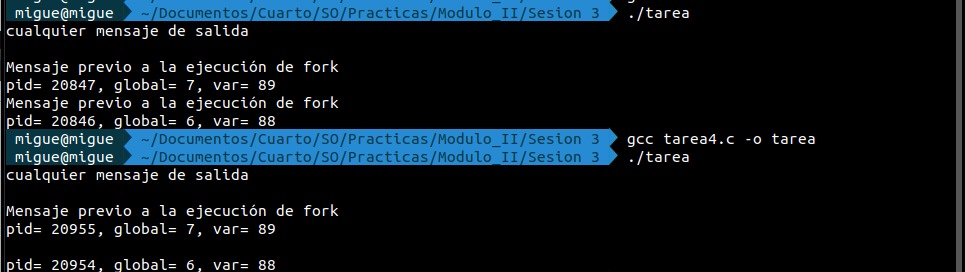 migue@migue ~/Documentos/Cuarto/SO/Practicas/Modulo_II/Sesion 3 ./tarea
cualquier mensaje de salida
Mensaje previo a la ejecución de fork
pid= 20847, global= 7, var= 89
Mensaje previo a la ejecución de fork
pid= 20846, global= 6, var= 88
migue@migue ~/Documentos/Cuarto/SO/Practicas/Modulo_II/Sesion 3 gcc tarea4.c -o tarea
migue@migue ~/Documentos/Cuarto/SO/Practicas/Modulo_II/Sesion 3 ./tarea
cualquier mensaje de salida
Mensaje previo a la ejecución de fork
pid= 20955, global= 7, var= 89
pid= 20954, global= 6, var= 88